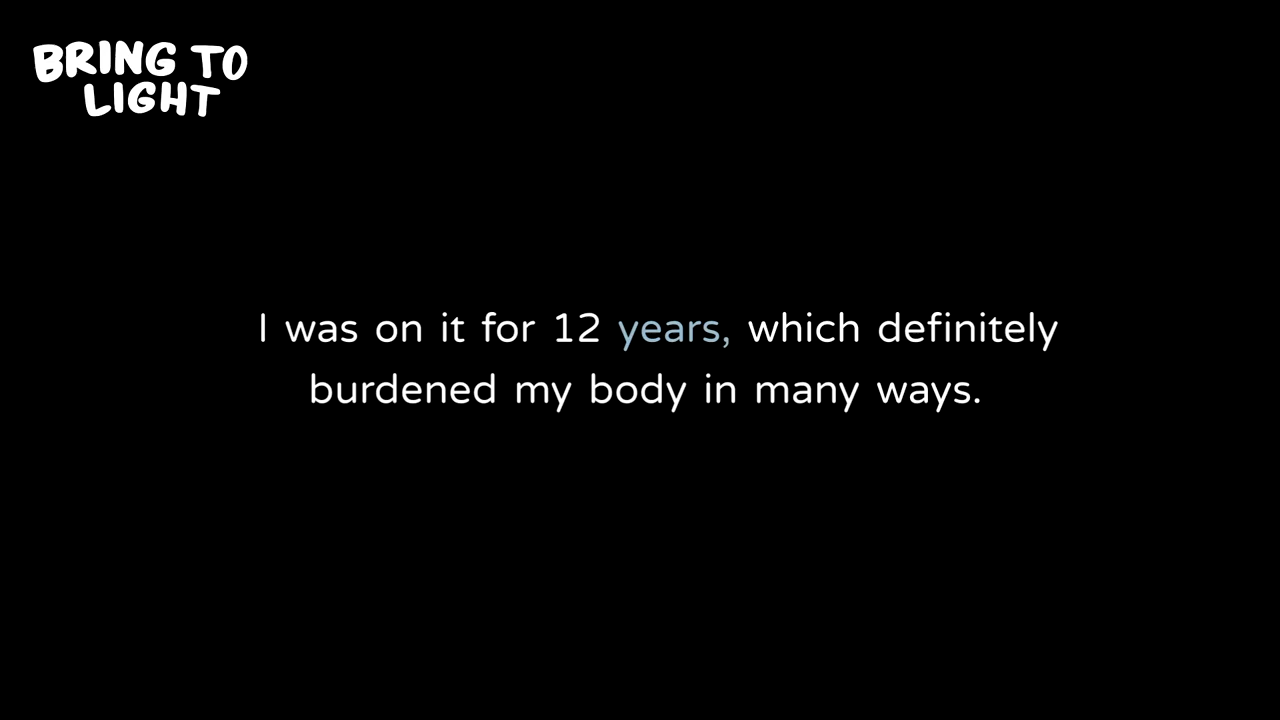 BRING TO
LIGHT
I was on it for 12 years, which definitely
burdened my body in many ways.